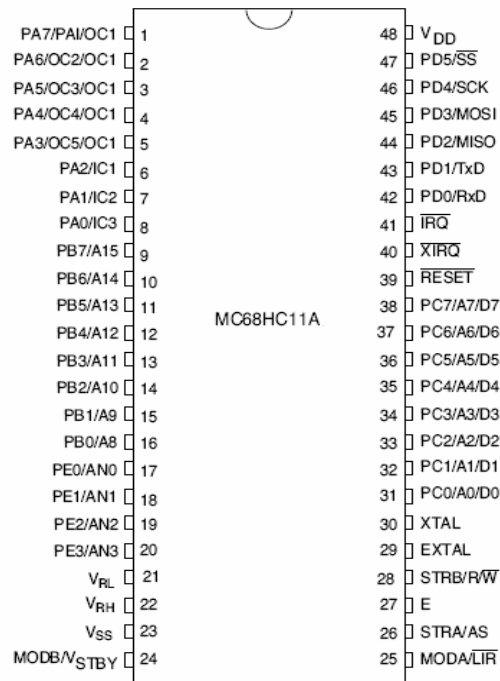 PA7/PAI/OC1 1 48 VDD
PA6/OC2/OC1 2 47 PD5/SS
PA5/OC3/OC1 3 46 PD4/SCK
PA4/OC4/OC1 4 45 PD3/MOSI
PA3/OC5/OC1 5 44 PD2/MISO
PA2/IC1 6 43 PD1/TxD
PA1/IC2 7 42 PD0/RxD
PA0/IC3 8 41 IRQ
PB7/A15 9 40 XIRQ
PB6/A14 10 39 RESET
PB5/A13 11 38 PC7/A7/D7
MC68HC11A
PB4/A12 12 37 PC6/A6/D6
PB3/A11 13 36 PC5/A5/D5
PB2/A10 14 35 PC4/A4/D4
PB1/A9 15 34 PC3/A3/D3
PB0/A8 16 33 PC2/A2/D2
PE0/AN0 17 32 PC1/A1/D1
PE1/AN1 18 31 PC0/A0/D0
PE2/AN2 19 30 XTAL
PE3/AN3 20 29 EXTAL
VRL 21 28 STRB/R/W
VRH 22 27 E
VSS 23 26 STRA/AS
MODB/VSTBY 24 25 MODA/LIR